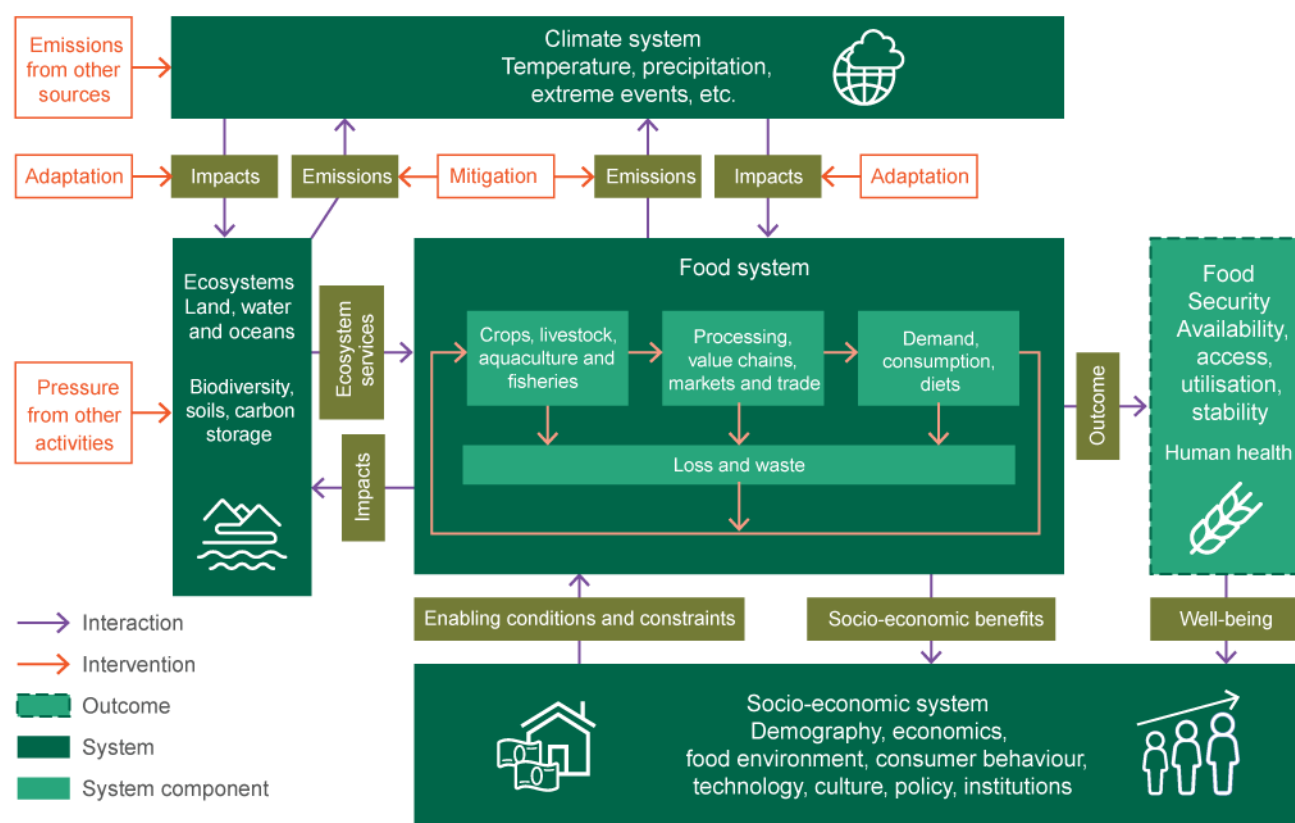 Emissions
from other
sources
Climate system
Temperature, precipitation,
extreme events, etc.
Adaptation
Impacts
Emissions
Mitigation
Emissions
Impacts
Adaptation
Ecosystems
Land, water
and oceans
Biodiversity,
soils, carbon
storage
Pressure
from other
activities
Ecosystem
services
Impacts
Food system
Crops, livestock,
aquaculture and
fisheries
Processing,
value chains,
markets and trade
Demand,
consumption,
diets
Loss and waste
Outcome
Food
Security
Availability,
access,
utilisation,
stability
Human health
Enabling conditions and constraints
Socio-economic benefits
Well-being
Interaction
Intervention
Outcome
System
System component
Socio-economic system
Demography, economics,
food environment, consumer behaviour,
technology, culture, policy, institutions